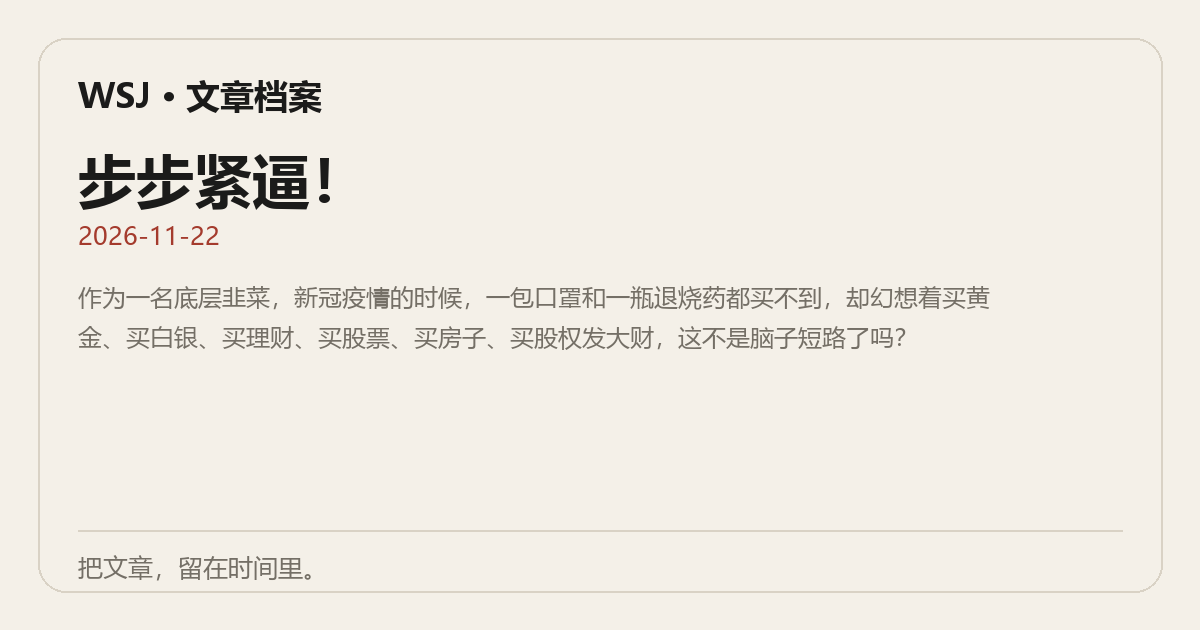 WSJ·文章档案
步步紧逼！
2026-11-22
作为一名底层韭菜，新冠疫情的时候，一包口罩和一瓶退烧药都买不到，却幻想着买黄
金、买白银、买理财、买股票、买房子、买股权发大财，这不是脑子短路了吗？
把文章，留在时间里。